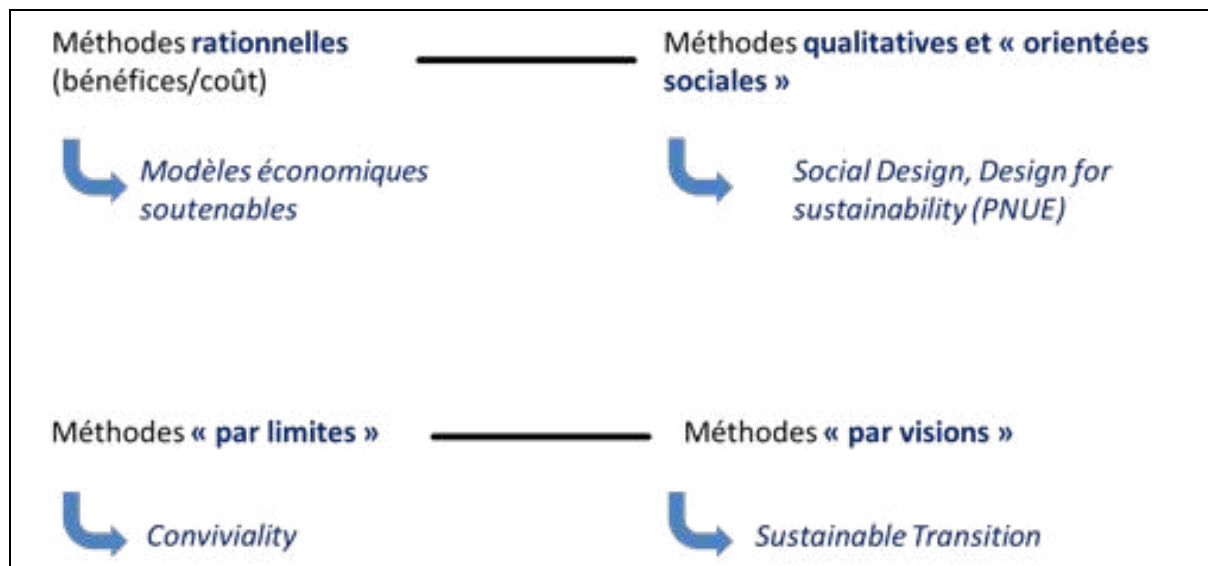 Méthodes rationnelles
(bénéfices/coût)
Modèles économiques
soutenables
Méthodes qualitatives et « orientées
sociales »
Social Design, Design for
sustainability (PNUE)
Méthodes « par limites »
Conviviality
Méthodes « par visions »
Sustainable Transition